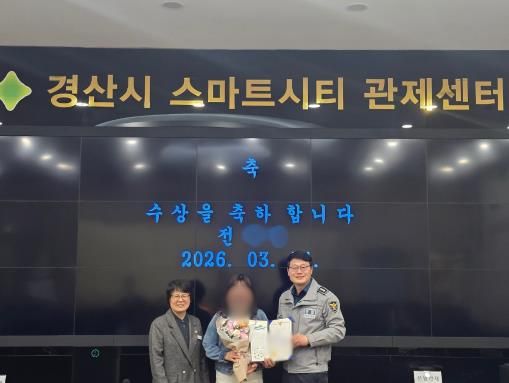 경산시 스마트시티 관제센터
축
수상을 축하 합니다
전
2026. 03.